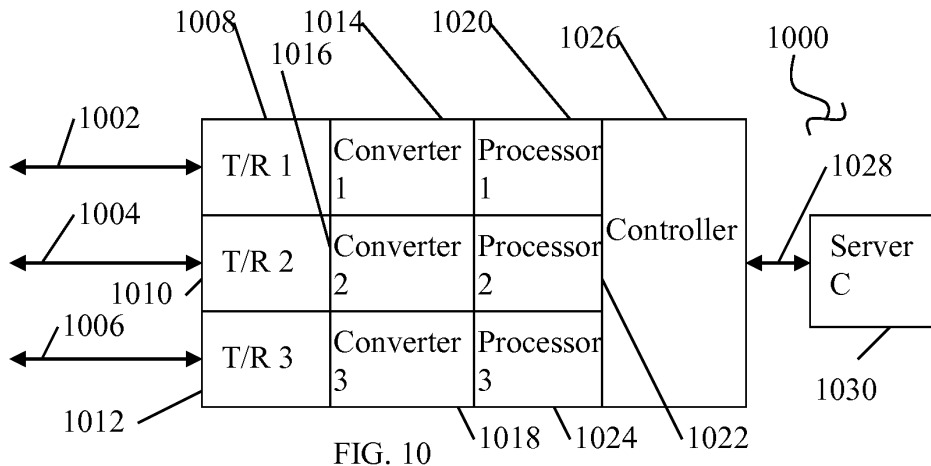 1008
1014
1020
1026
1000
1016
1002
T/R 1
Converter 1
Processor 1
1028
1004
T/R 2
Converter 2
Processor 2
Controller
Server C
1010
1006
T/R 3
Converter 3
Processor 3
1030
1012
1018
1024
1022
FIG. 10